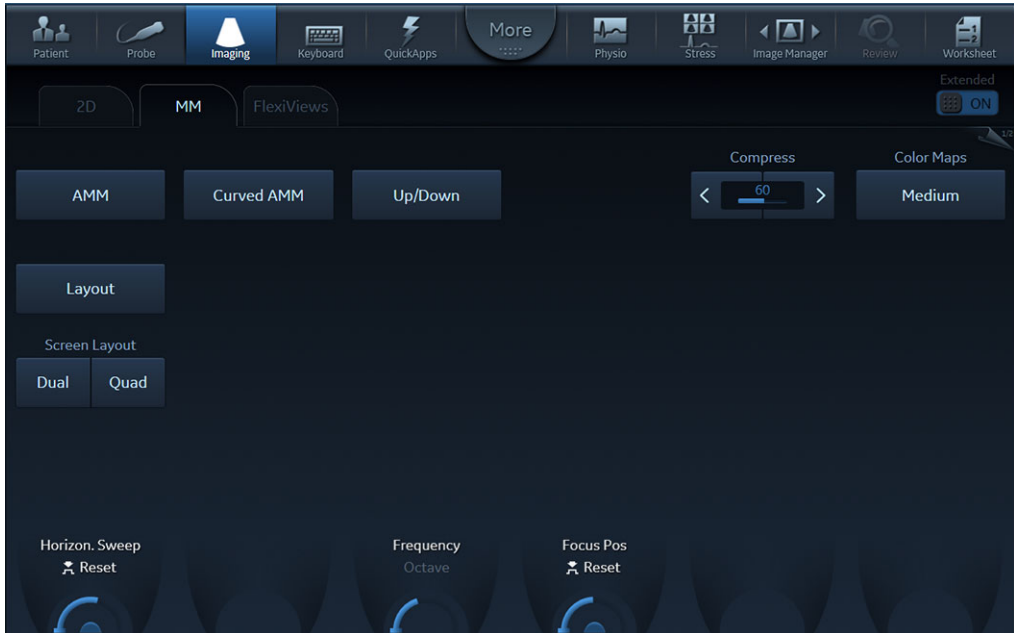 Patient
Probe
Imaging
Keyboard
QuickApps
More
Physio
Stress
Image Manager
Review
Worksheet
Extended
ON
2D
MM
FlexiViews
1/2
Compress
Color Maps
AMM
Curved AMM
Up/Down
60
Medium
Layout
Screen Layout
Dual
Quad
Horizon. Sweep
Reset
Frequency
Octave
Focus Pos
Reset